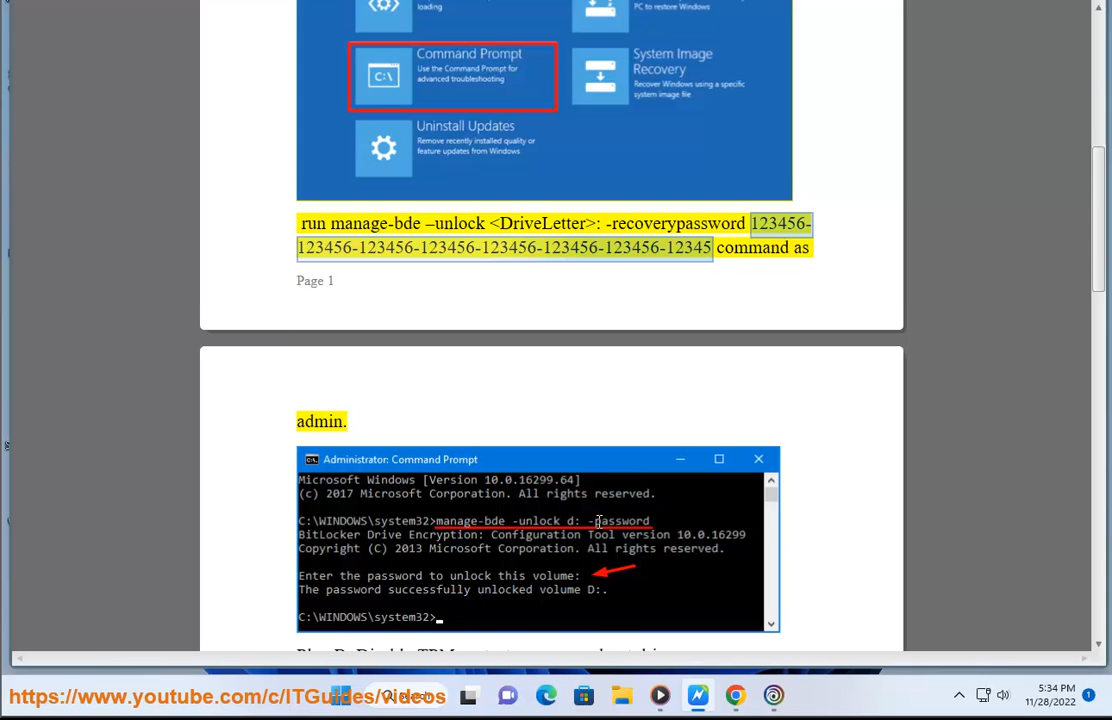 loading
PC to restore Windows
Command Prompt
Use the Command Prompt for
advanced troubleshooting
System Image
Recovery
Recover Windows using a specific
system image file
Uninstall Updates
Remove recently installed quality or
feature updates from Windows
run manage-bde –unlock <DriveLetter>: -recoverypassword 123456-
123456-123456-123456-123456-123456-123456-12345 command as
Page 1
admin.
Administrator: Command Prompt
Microsoft Windows [Version 10.0.16299.64]
(c) 2017 Microsoft Corporation. All rights reserved.
C:\WINDOWS\system32>manage-bde -unlock d: -password
BitLocker Drive Encryption: Configuration Tool version 10.0.16299
Copyright (C) 2013 Microsoft Corporation. All rights reserved.
Enter the password to unlock this volume:
The password successfully unlocked volume D:.
C:\WINDOWS\system32>
https://www.youtube.com/c/ITGuides/videos
5:34 PM
11/28/2022
1